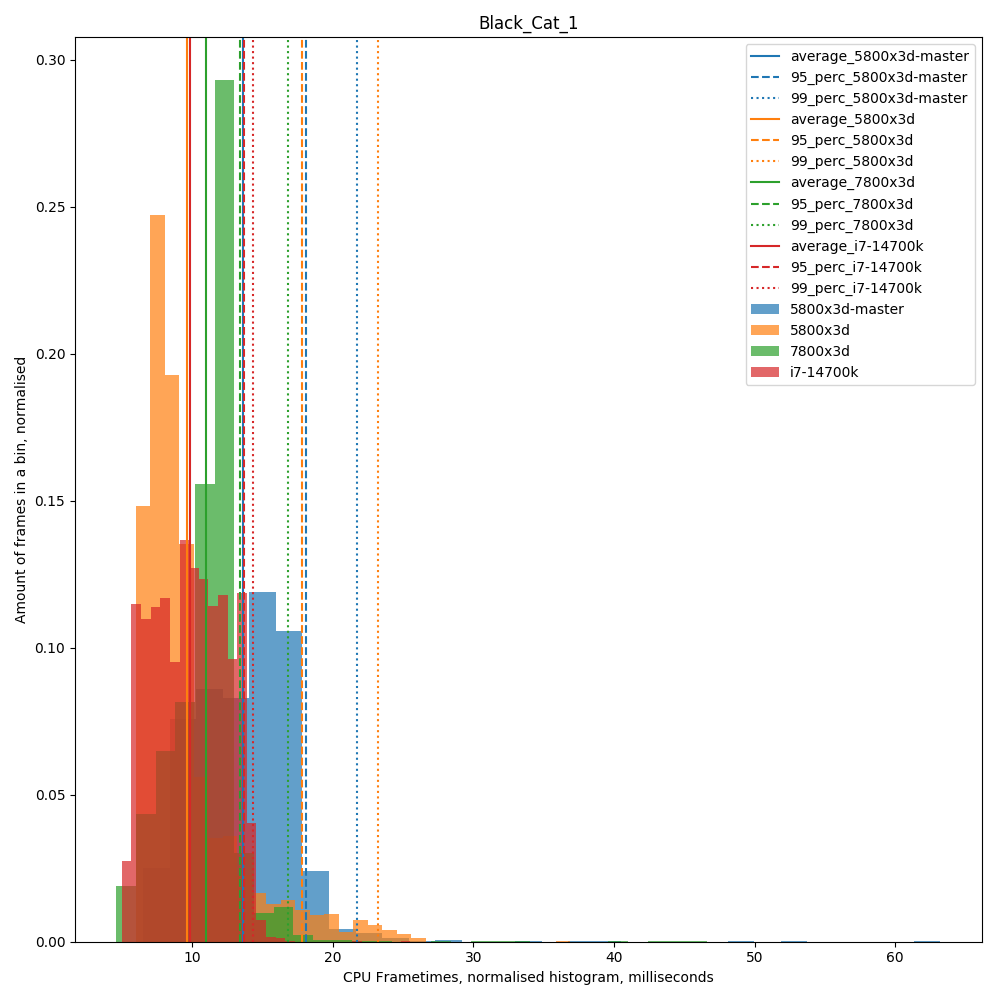 Black_Cat_1
average_5800x3d-master
95_perc_5800x3d-master
99_perc_5800x3d-master
average_5800x3d
95_perc_5800x3d
99_perc_5800x3d
average_7800x3d
95_perc_7800x3d
99_perc_7800x3d
average_i7-14700k
95_perc_i7-14700k
99_perc_i7-14700k
5800x3d-master
5800x3d
7800x3d
i7-14700k
Amount of frames in a bin, normalised
0.30
0.25
0.20
0.15
0.10
0.05
0.00
10 20 30 40 50 60
CPU Frametimes, normalised histogram, milliseconds